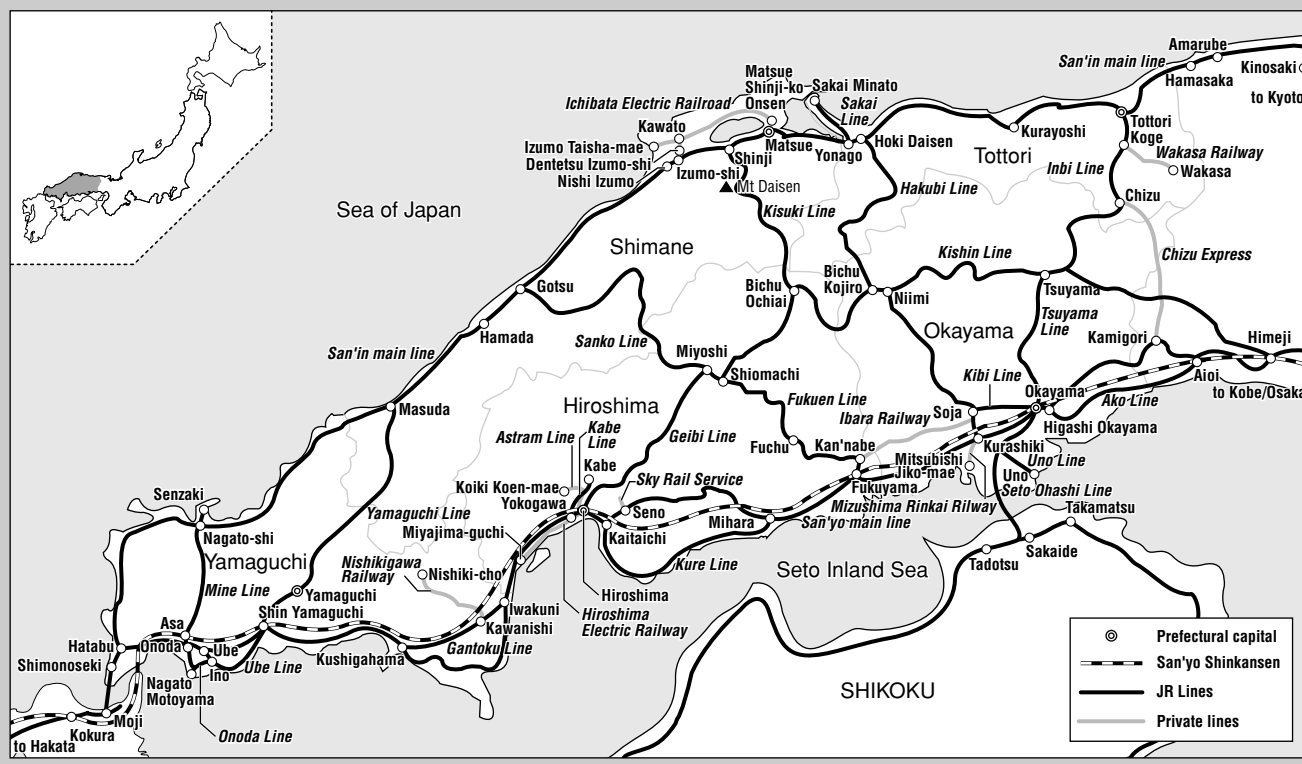 Amarube
San'in main line
Hamasaka
Kinosaki
to Kyoto
Matsue
Shinji-ko
Onsen
Sakai Minato
Sakai
Line
Ichibata Electric Railroad
Kawato
Izumo Taisha-mae
Dentetsu Izumo-shi
Nishi Izumo
Izumo-shi
Shinji
Matsue
Yonago
Hoki Daisen
Kurayoshi
Tottori
Tottori
Koge
Wakasa Railway
Wakasa
Inbi Line
Chizu
Mt Daisen
Hakubi Line
Kisuki Line
Sea of Japan
Shimane
Kishin Line
Chizu Express
Gotsu
Bichu
Ochiai
Bichu
Kojiro
Niimi
Tsuyama
Tsuyama
Line
Okayama
Hamada
Sanko Line
San'in main line
Kamigori
Himeji
Miyoshi
Shiomachi
Aioi
to Kobe/Osaka
Kibi Line
Okayama
Ako Line
Higashi Okayama
Masuda
Hiroshima
Fukuen Line
Ibara Railway
Soja
Astram Line
Kabe
Line
Geibi Line
Fuchu
Kan'nabe
Kurashiki
Mitsubishi
Jiko-mae
Uno Line
Uno
Kabe
Sky Rail Service
Fukuyama
Seto Ohashi Line
Koiki Koen-mae
Yokogawa
Mizushima Rinkai Rilway
Senzaki
Seno
Takamatsu
Yamaguchi Line
Mihara
San'yo main line
Miyajima-guchi
Kaitaichi
Nagato-shi
Sakaide
Tadotsu
Yamaguchi
Nishikigawa
Railway
Kure Line
Seto Inland Sea
Nishiki-cho
Mine Line
Yamaguchi
Hiroshima
Iwakuni
Hiroshima
Electric Railway
Shin Yamaguchi
Asa
Kawanishi
Hatabu
Onoda
Ube
Gantoku Line
Kushigahama
Shimonoseki
Ino
Ube Line
Nagato
Motoyama
SHIKOKU
Moji
Kokura
Onoda Line
to Hakata
Prefectural capital
San'yo Shinkansen
JR Lines
Private lines